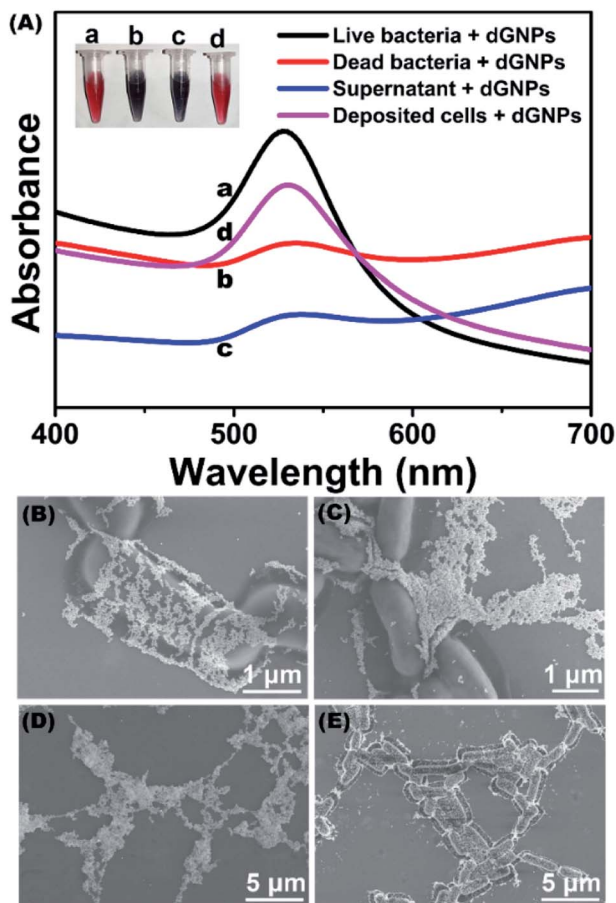 (A)
a b c d
Live bacteria + dGNPs
Dead bacteria + dGNPs
Supernatant + dGNPs
Deposited cells + dGNPs
Absorbance
a
d
b
c
400 500 600 700
Wavelength (nm)
(B)
1 µm
(C)
1 µm
(D)
5 µm
(E)
5 µm